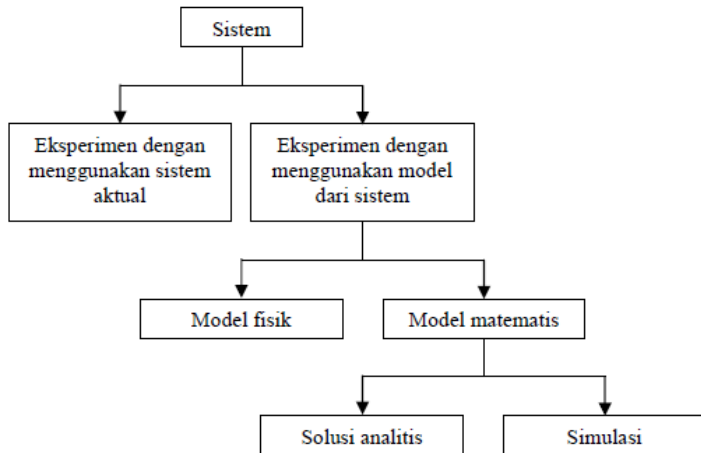 Sistem
Eksperimen dengan
menggunakan sistem
aktual
Eksperimen dengan
menggunakan model
dari sistem
Model fisik
Model matematis
Solusi analitis
Simulasi